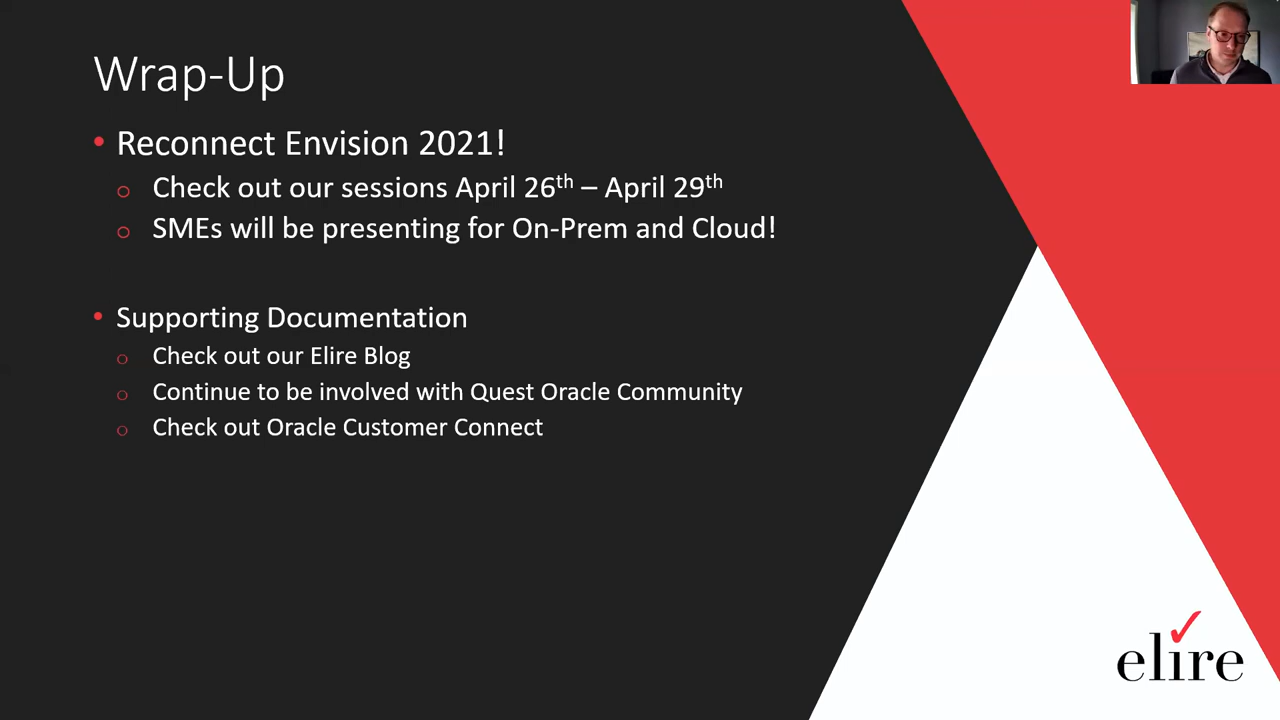 Wrap-Up
• Reconnect Envision 2021!
o Check out our sessions April 26th – April 29th
o SMEs will be presenting for On-Prem and Cloud!
• Supporting Documentation
o Check out our Elire Blog
o Continue to be involved with Quest Oracle Community
o Check out Oracle Customer Connect
elire